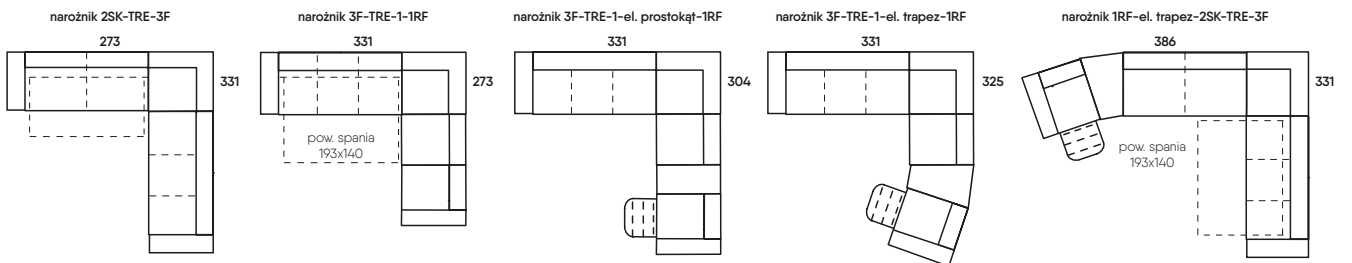 narożnik 2SK-TRE-3F
273
331
narożnik 3F-TRE-1-1RF
331
273
pow. spania
193x140
narożnik 3F-TRE-1-el. prostokąt-1RF
331
304
narożnik 3F-TRE-1-el. trapez-1RF
331
325
narożnik 1RF-el. trapez-2SK-TRE-3F
386
331
pow. spania
193x140